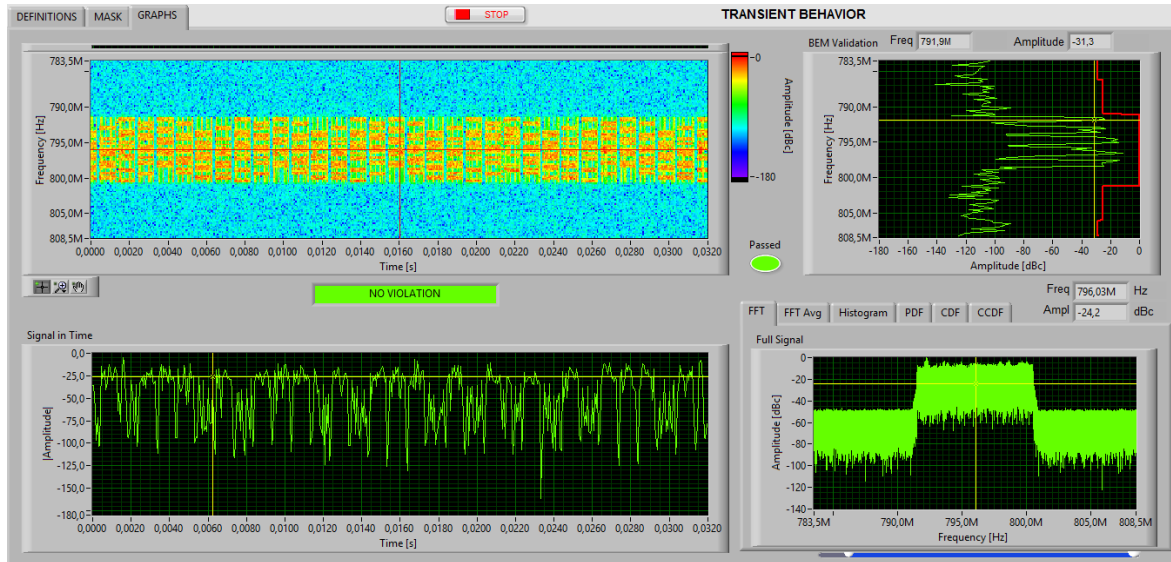 DEFINITIONS MASK GRAPHS
STOP
TRANSIENT BEHAVIOR
783,5M
790,0M
795,0M
800,0M
805,0M
808,5M
Frequency [Hz]
0,0000 0,0020 0,0040 0,0060 0,0080 0,0100 0,0120 0,0140 0,0160 0,0180 0,0200 0,0220 0,0240 0,0260 0,0280 0,0300 0,0320
Time [s]
0
-180
Amplitude [dBc]
BEM Validation Freq 791,9M Amplitude -31,3
783,5M
790,0M
795,0M
800,0M
805,0M
808,5M
Frequency / Hz
-180 -160 -140 -120 -100 -80 -60 -40 -20 0
Amplitude [dBc]
Passed
NO VIOLATION
Freq 796,03M Hz
Ampl -24,2 dBc
FFT FFT Avg Histogram PDF CDF CCDF
Signal in Time
0,0
-25,0
-50,0
-75,0
-100,0
-125,0
-150,0
-180,0
|Amplitude|
0,0000 0,0020 0,0040 0,0060 0,0080 0,0100 0,0120 0,0140 0,0160 0,0180 0,0200 0,0220 0,0240 0,0260 0,0280 0,0300 0,0320
Time [s]
Full Signal
0
-20
-40
-60
-80
-100
-120
-140
Amplitude [dBc]
783,5M 790,0M 795,0M 800,0M 805,0M 808,5M
Frequency [Hz]